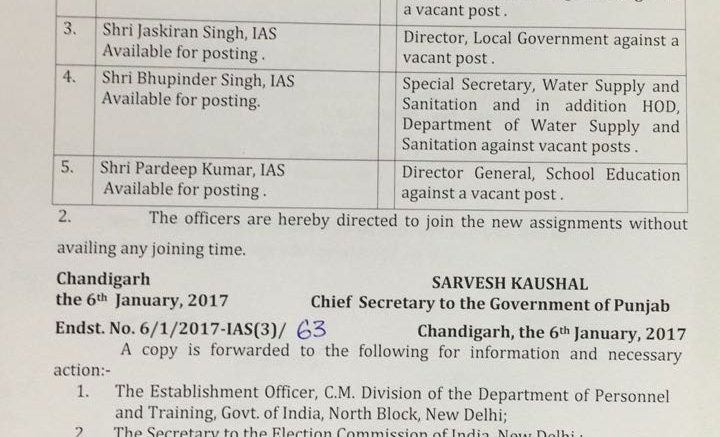 a vacant post .
3. Shri Jaskiran Singh, IAS
Available for posting .
Director, Local Government against a
vacant post .
4. Shri Bhupinder Singh, IAS
Available for posting.
Special Secretary, Water Supply and
Sanitation and in addition HOD,
Department of Water Supply and
Sanitation against vacant posts .
5. Shri Pardeep Kumar, IAS
Available for posting .
Director General, School Education
against a vacant post .
2. The officers are hereby directed to join the new assignments without
availing any joining time.
Chandigarh SARVESH KAUSHAL
the 6th January, 2017 Chief Secretary to the Government of Punjab
Endst. No. 6/1/2017-IAS(3)/ 63 Chandigarh, the 6th January, 2017
A copy is forwarded to the following for information and necessary
action:-
1. The Establishment Officer, C.M. Division of the Department of Personnel
and Training, Govt. of India, North Block, New Delhi;
2. The Secretary to the Election Commission of India, New Delhi ;